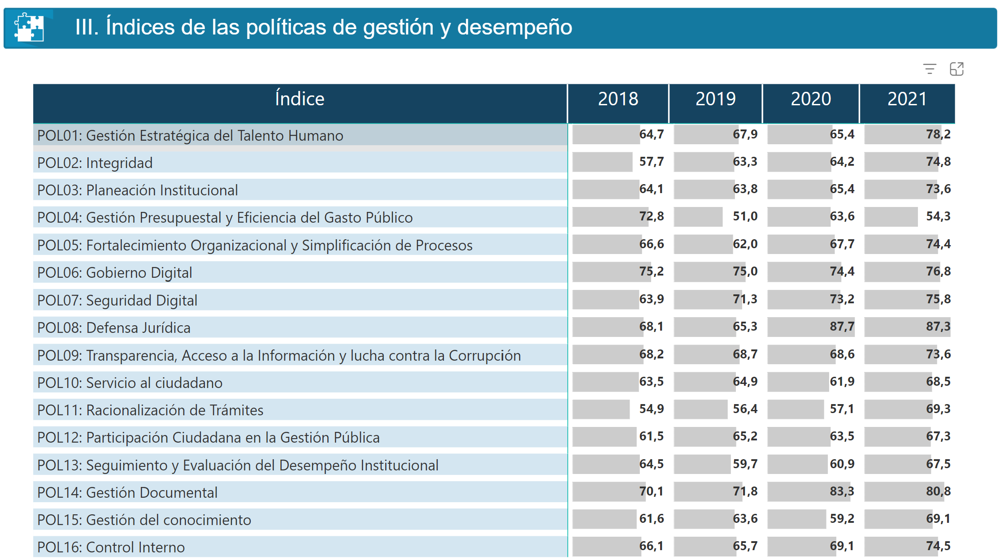 III. Índices de las políticas de gestión y desempeño
Índice 2018 2019 2020 2021
POL01: Gestión Estratégica del Talento Humano 64,7 67,9 65,4 78,2
POL02: Integridad 57,7 63,3 64,2 74,8
POL03: Planeación Institucional 64,1 63,8 65,4 73,6
POL04: Gestión Presupuestal y Eficiencia del Gasto Público 72,8 51,0 63,6 54,3
POL05: Fortalecimiento Organizacional y Simplificación de Procesos 66,6 62,0 67,7 74,4
POL06: Gobierno Digital 75,2 75,0 74,4 76,8
POL07: Seguridad Digital 63,9 71,3 73,2 75,8
POL08: Defensa Jurídica 68,1 65,3 87,7 87,3
POL09: Transparencia, Acceso a la Información y lucha contra la Corrupción 68,2 68,7 68,6 73,6
POL10: Servicio al ciudadano 63,5 64,9 61,9 68,5
POL11: Racionalización de Trámites 54,9 56,4 57,1 69,3
POL12: Participación Ciudadana en la Gestión Pública 61,5 65,2 63,5 67,3
POL13: Seguimiento y Evaluación del Desempeño Institucional 64,5 59,7 60,9 67,5
POL14: Gestión Documental 70,1 71,8 83,3 80,8
POL15: Gestión del conocimiento 61,6 63,6 59,2 69,1
POL16: Control Interno 66,1 65,7 69,1 74,5